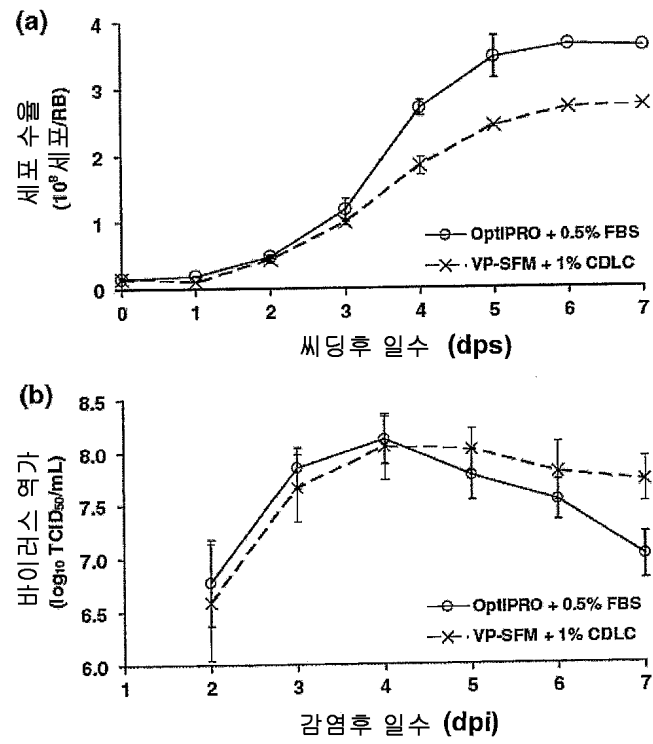 (a)
세포 수율
(10⁸ 세포/RB)
4
3
2
1
0
OptiPRO + 0.5% FBS
VP-SFM + 1% CDLC
0 1 2 3 4 5 6 7
씨딩후 일수 (dps)
(b)
바이러스 역가
(log₁₀ TCID₅₀/mL)
8.5
8.0
7.5
7.0
6.5
6.0
OptiPRO + 0.5% FBS
VP-SFM + 1% CDLC
1 2 3 4 5 6 7
감염후 일수 (dpi)